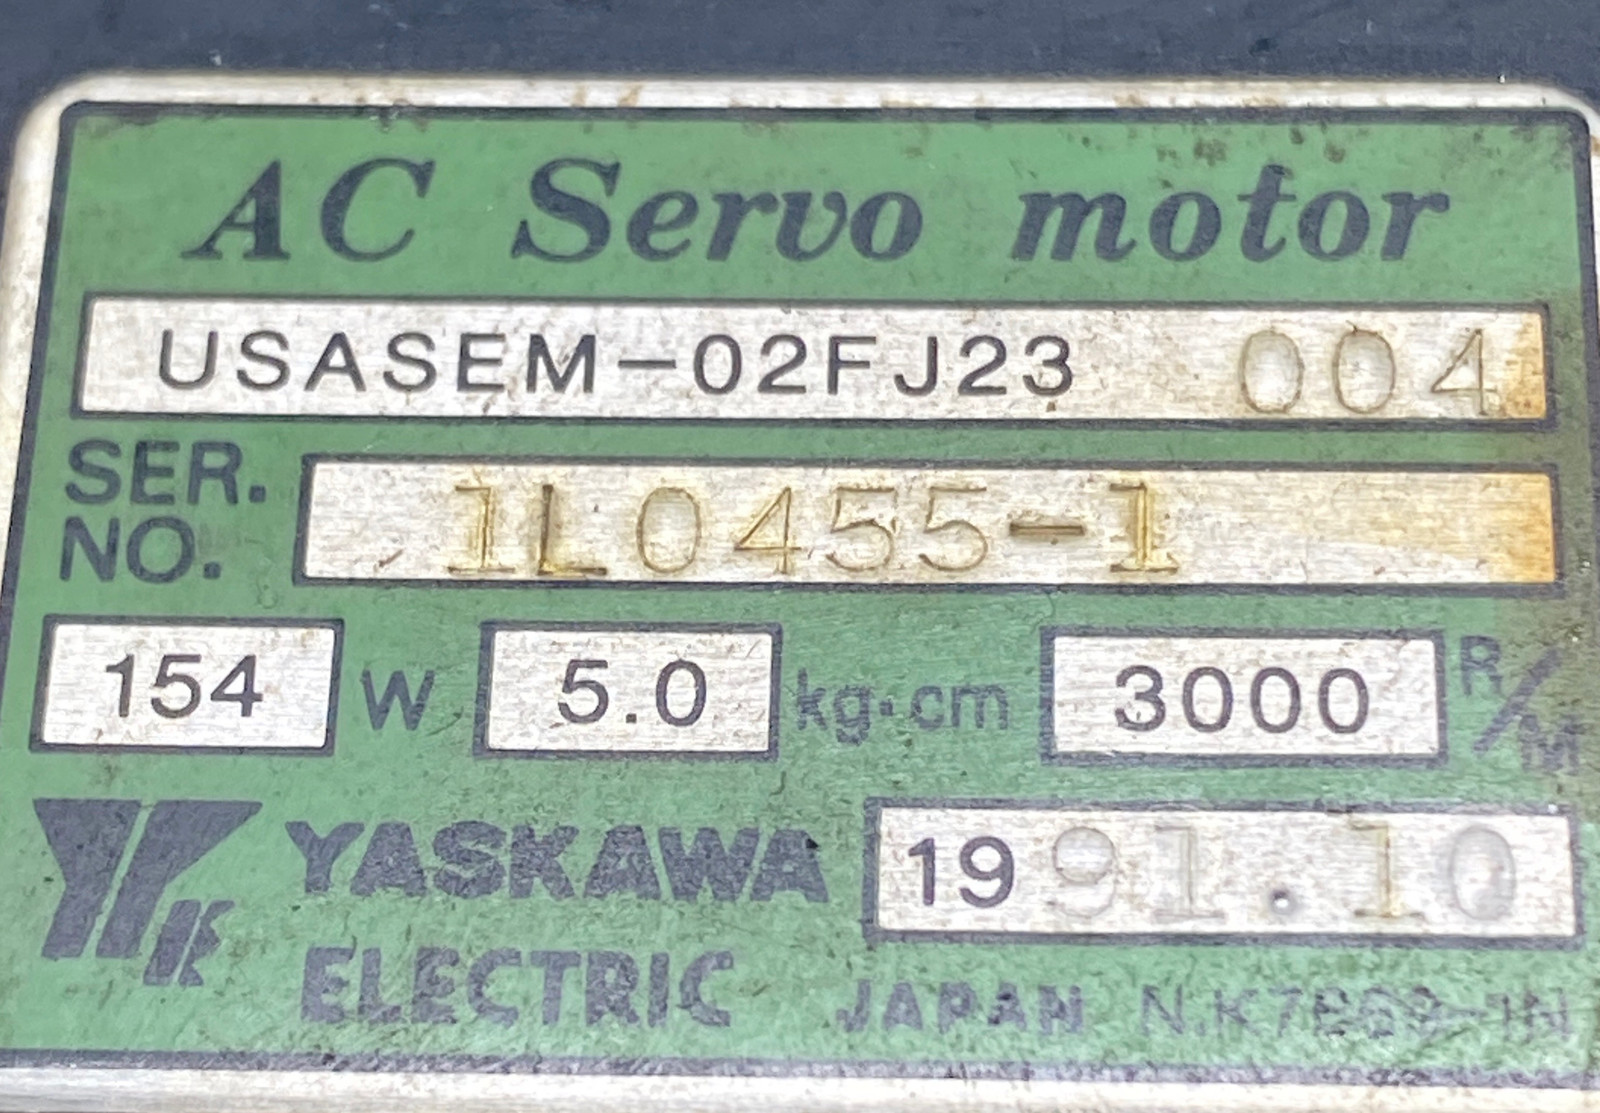 AC Servo motor
USASEM-02FJ23 004
SER. NO. 1L0455-1
154 W 5.0 kg·cm 3000 R/M
YASKAWA ELECTRIC 1991.10
JAPAN